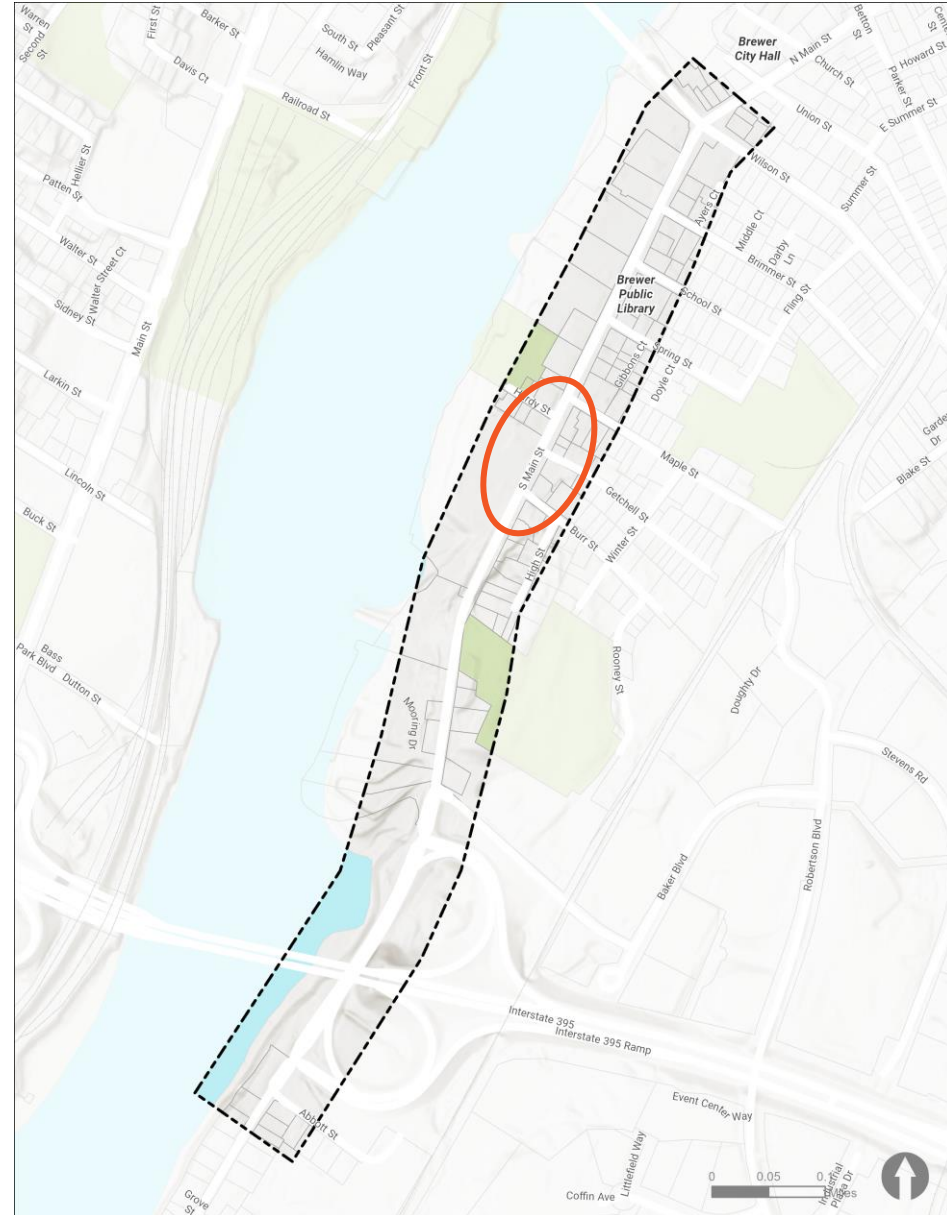 Warren
St
Second
St
First St
Barker St
South St
Pleasant St
Hamlin Way
Front St
Davis Ct
Railroad St
Hellier St
Patten St
Walter St
Walter Street Ct
Sidney St
Main St
Larkin St
Lincoln St
Buck St
Bass
Park Blvd
Dutton St
Brewer
City Hall
N Main St
Betton
St
Church St
Howard St
Parker St
E Summer St
Union St
Wilson St
Summer St
Ayers Ct
Middle Ct
Darby
Ln
Brimmer St
Fling St
School St
Brewer
Public
Library
Spring St
Gibbons Ct
Doyle Ct
Hardy St
S Main St
Maple St
Blake St
Dr
Getchell St
Burr St
Winter St
High St
Rooney St
Doughty Dr
Mooring Dr
Stevens Rd
Robertson Blvd
Baker Blvd
Interstate 395
Interstate 395 Ramp
Event Center Way
Abbott St
Littlefield Way
Coffin Ave
Grove
St
0 0.05
Miles